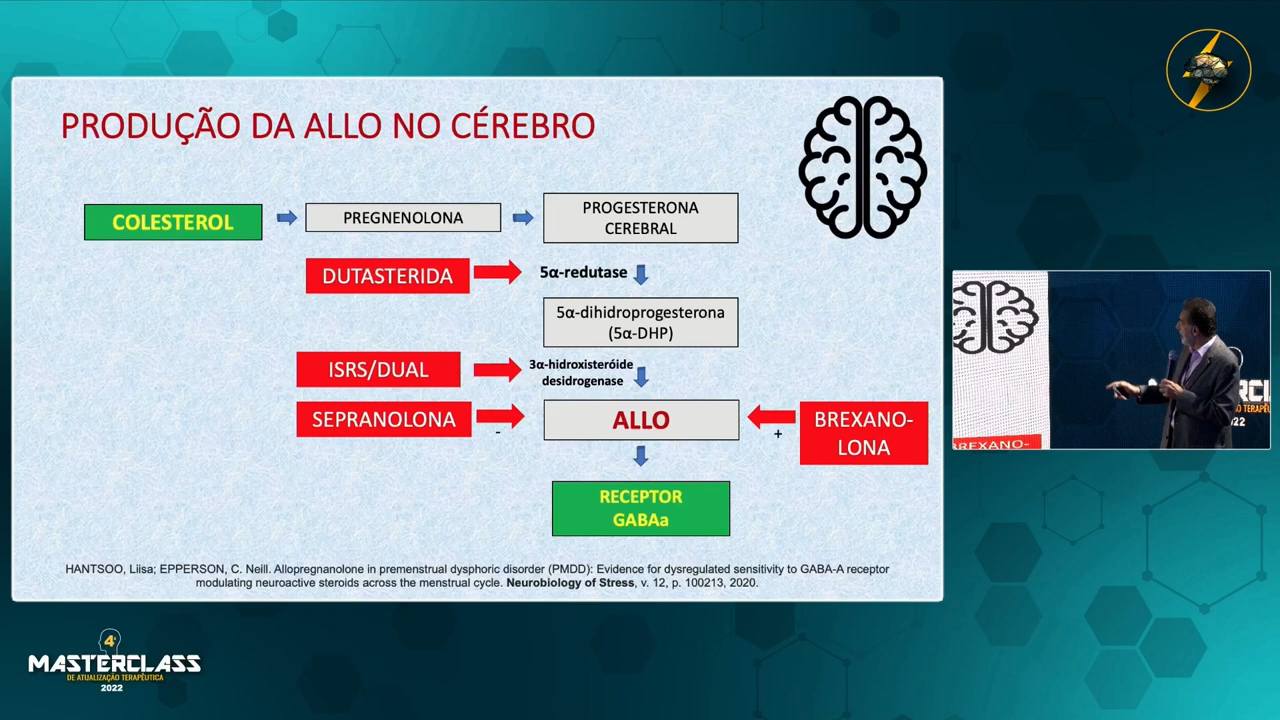 PRODUÇÃO DA ALLO NO CÉREBRO
COLESTEROL
PREGNENOLONA
PROGESTERONA
CEREBRAL
DUTASTERIDA
5α-redutase
5α-dihidroprogesterona
(5α-DHP)
ISRS/DUAL
3α-hidroxisteróide
desidrogenase
SEPRANOLONA
-
ALLO
+
BREXANO-
LONA
RECEPTOR
GABAa
HANTSOO, Liisa; EPPERSON, C. Neill. Allopregnanolone in premenstrual dysphoric disorder (PMDD): Evidence for dysregulated sensitivity to GABA-A receptor
modulating neuroactive steroids across the menstrual cycle. Neurobiology of Stress, v. 12, p. 100213, 2020.
BREXANO-
4ª
MASTERCLASS
DE ATUALIZAÇÃO TERAPÊUTICA
2022